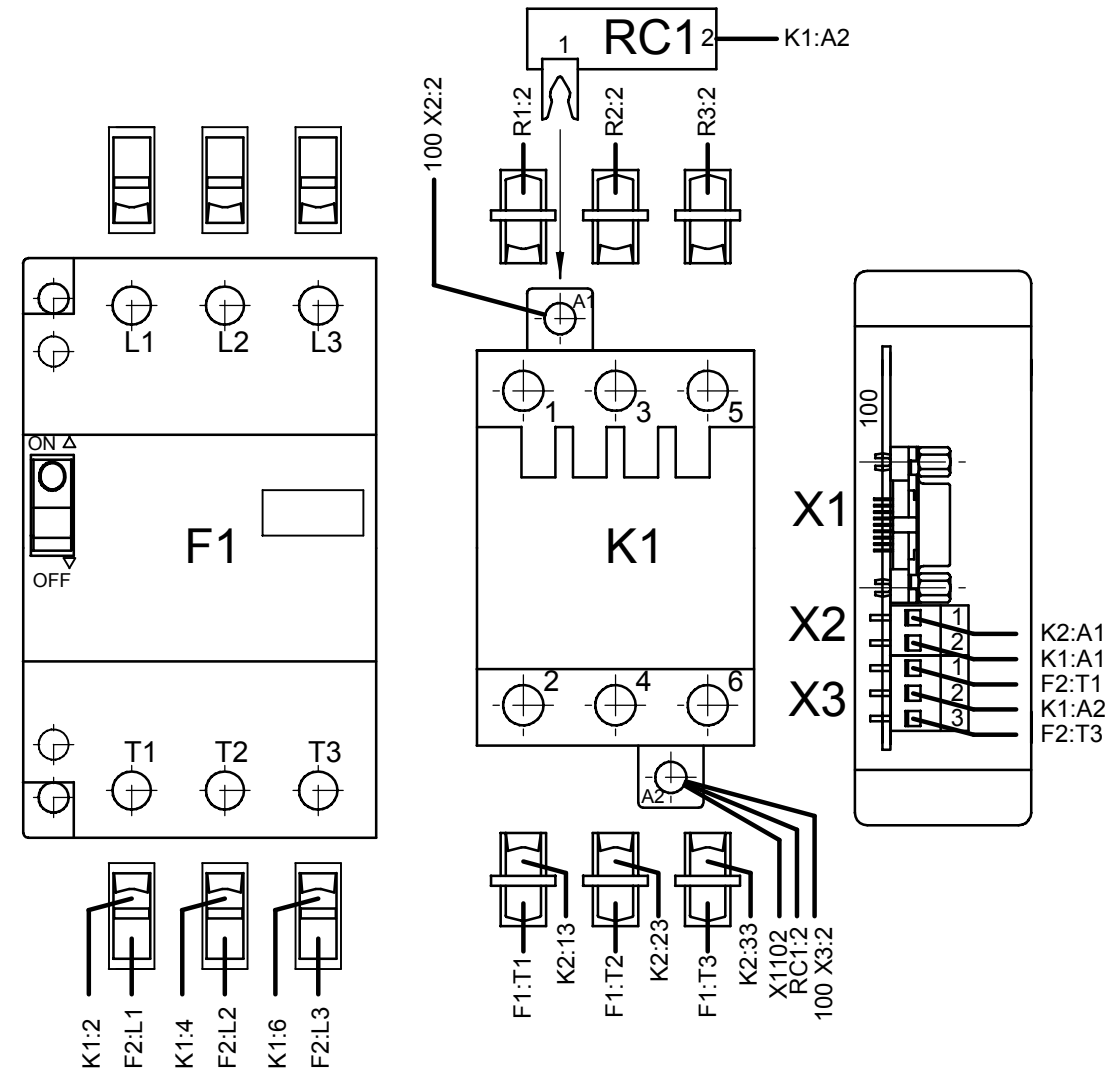 1 RC1 2 K1:A2
100 X2:2
R1:2
R2:2
R3:2
A1
L1 L2 L3
ON
OFF
F1
1 3 5
K1
2 4 6
A2
T1 T2 T3
100
X1
X2
X3
1 K2:A1
2 K1:A1
1 F2:T1
2 K1:A2
3 F2:T3
K1:2
F2:L1
K1:4
F2:L2
K1:6
F2:L3
F1:T1
K2:13
F1:T2
K2:23
F1:T3
K2:33
X1102
RC1:2
100 X3:2